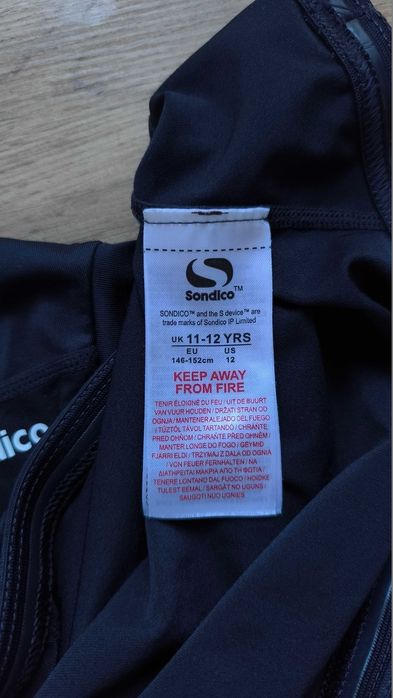 Sondico™
SONDICO™ and the S device™ are
trade marks of Sondico IP Limited
UK 11-12 YRS
EU US
146-152cm 12
KEEP AWAY
FROM FIRE
TENIR ÉLOIGNÉ DU FEU / UIT DE BUURT
VAN VUUR HOUDEN / DRŽATI STRAN OD
OGNJA / MANTENER ALEJADO DEL FUEGO
/ TŰZTŐL TÁVOL TARTANDÓ / CHRÁNTE
PRED OHŇOM / CHRAŇTE PŘED OHNĚM /
MANTER LONGE DO FOGO / GEYMIÐ
FJARRI ELDI / TRZYMAJ Z DALA OD OGNIA
/ VON FEUER FERNHALTEN / ΝΑ
ΔΙΑΤΗΡΕΙΤΑΙ ΜΑΚΡΙΑ ΑΠΟ ΤΗ ΦΩΤΙΑ /
TENERE LONTANO DAL FUOCO / HOIDKE
TULEST EEMAL / SARGĀT NO UGUNS /
SAUGOTI NUO UGNIES
dico